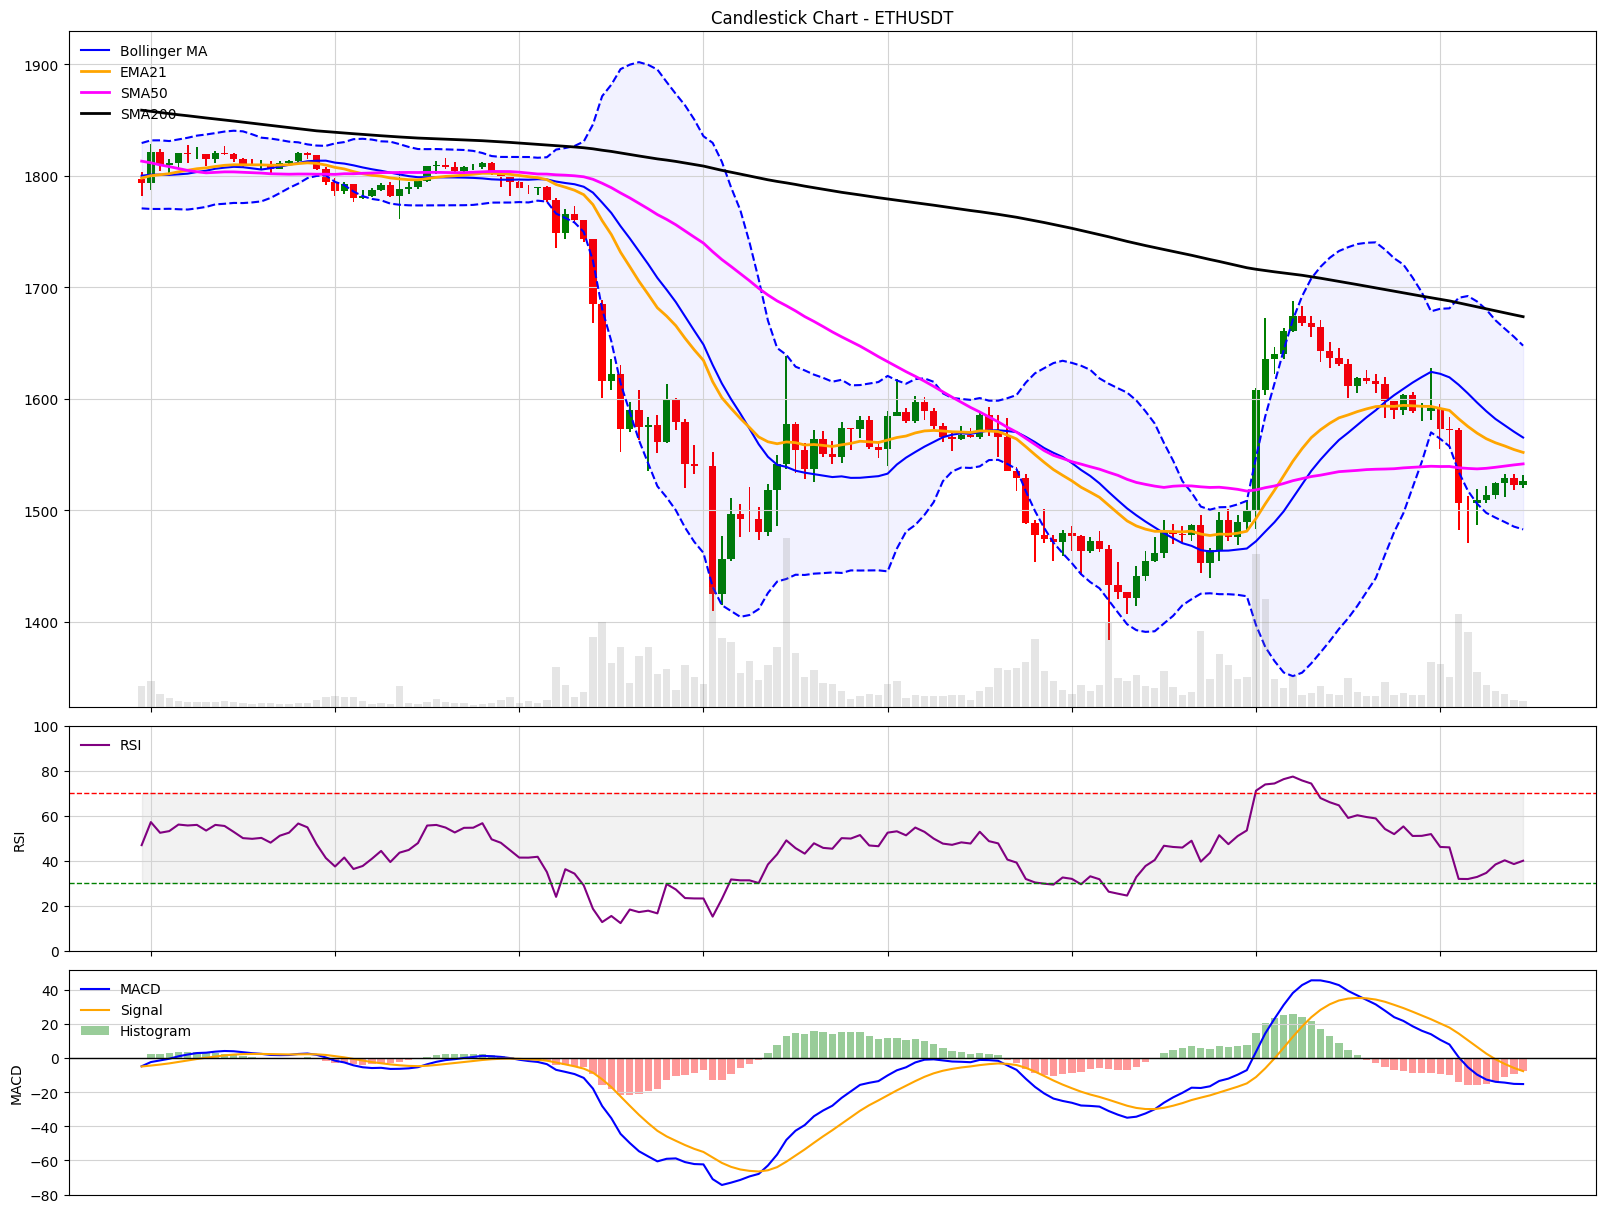 Candlestick Chart - ETHUSDT
Bollinger MA
EMA21
SMA50
SMA200
1900
1800
1700
1600
1500
1400
RSI
100
80
60
40
20
0
RSI
MACD
Signal
Histogram
40
20
0
−20
−40
−60
−80
MACD